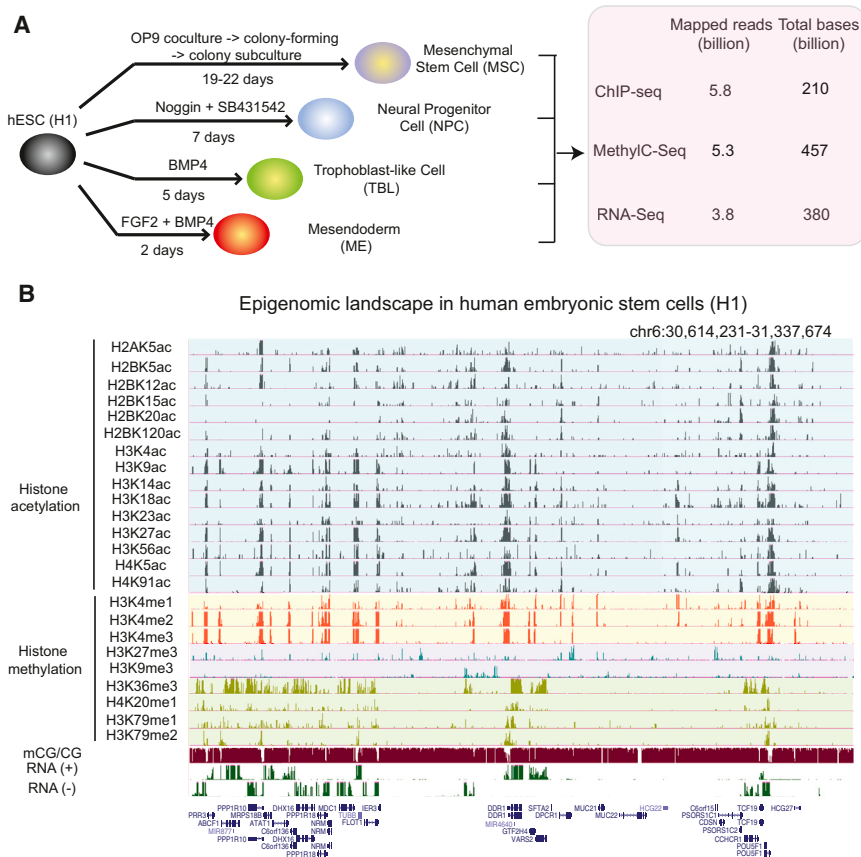 A
OP9 coculture -> colony-forming
-> colony subculture
19-22 days
Mesenchymal
Stem Cell (MSC)
hESC (H1)
Noggin + SB431542
7 days
Neural Progenitor
Cell (NPC)
BMP4
5 days
Trophoblast-like Cell
(TBL)
FGF2 + BMP4
2 days
Mesendoderm
(ME)
Mapped reads Total bases
(billion) (billion)
ChIP-seq 5.8 210
MethylC-Seq 5.3 457
RNA-Seq 3.8 380
B
Epigenomic landscape in human embryonic stem cells (H1)
chr6:30,614,231-31,337,674
Histone
acetylation
H2AK5ac
H2BK5ac
H2BK12ac
H2BK15ac
H2BK20ac
H2BK120ac
H3K4ac
H3K9ac
H3K14ac
H3K18ac
H3K23ac
H3K27ac
H3K56ac
H4K5ac
H4K91ac
Histone
methylation
H3K4me1
H3K4me2
H3K4me3
H3K27me3
H3K9me3
H3K36me3
H4K20me1
H3K79me1
H3K79me2
mCG/CG
RNA (+)
RNA (-)
PPP1R10 DHX16 MDC1 IER3 DDR1 SFTA2 MUC21 HCG22 C6orf15 TCF19 HCG27
PRR3 MRPS18B PPP1R18 TUBB DDR1 DPCR1 MUC22 PSORS1C1 TCF19
ABCF1 ATAT1 NRM FLOT1 MIR4640 CDSN TCF19
MIR877 C6orf136 NRM GTF2H4 PSORS1C2
PPP1R10 DHX16 NRM VARS2 CCHCR1
C6orf136 POU5F1
PPP1R18 POU5F1